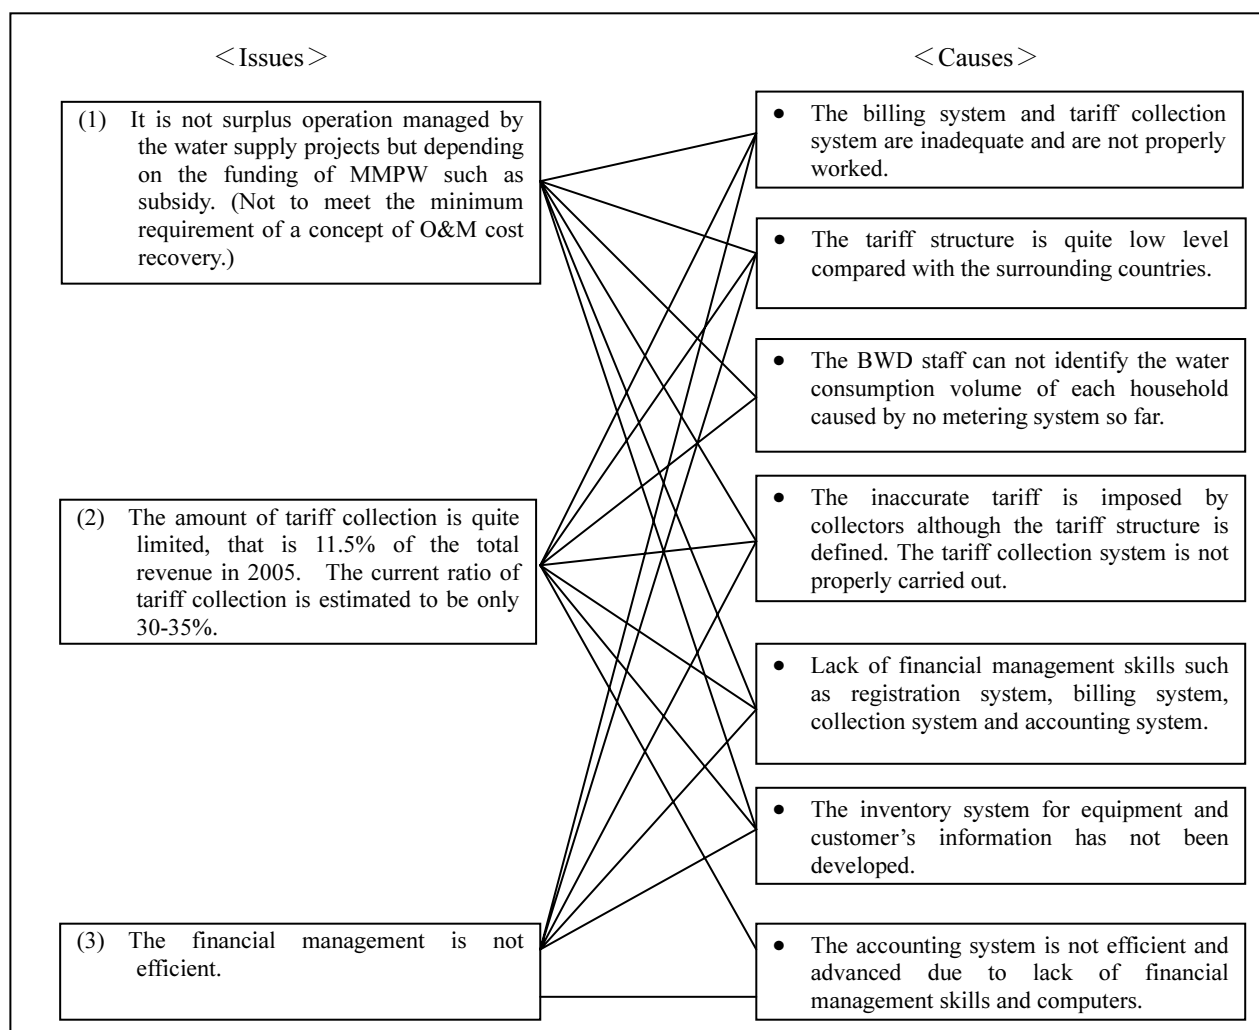 ＜Issues＞
(1) It is not surplus operation managed by
the water supply projects but depending
on the funding of MMPW such as
subsidy. (Not to meet the minimum
requirement of a concept of O&M cost
recovery.)
(2) The amount of tariff collection is quite
limited, that is 11.5% of the total
revenue in 2005. The current ratio of
tariff collection is estimated to be only
30-35%.
(3) The financial management is not
efficient.
＜Causes＞
• The billing system and tariff collection
system are inadequate and are not properly
worked.
• The tariff structure is quite low level
compared with the surrounding countries.
• The BWD staff can not identify the water
consumption volume of each household
caused by no metering system so far.
• The inaccurate tariff is imposed by
collectors although the tariff structure is
defined. The tariff collection system is not
properly carried out.
• Lack of financial management skills such
as registration system, billing system,
collection system and accounting system.
• The inventory system for equipment and
customer’s information has not been
developed.
• The accounting system is not efficient and
advanced due to lack of financial
management skills and computers.